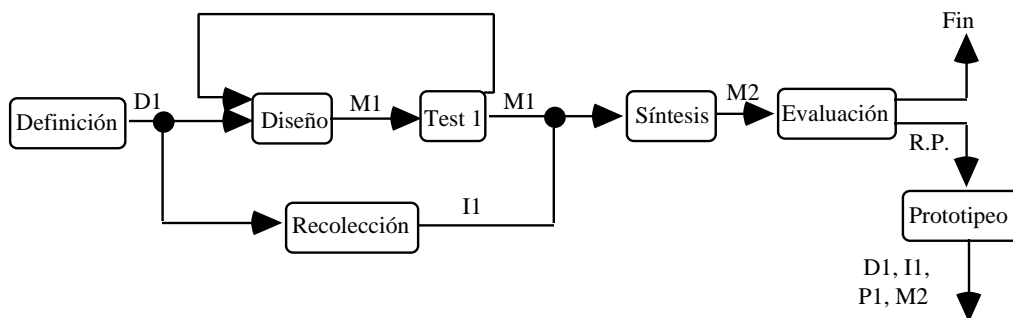 Fin
D1
M1
M1
M2
Definición
Diseño
Test 1
Síntesis
Evaluación
R.P.
I1
Recolección
Prototipeo
D1, I1,
P1, M2